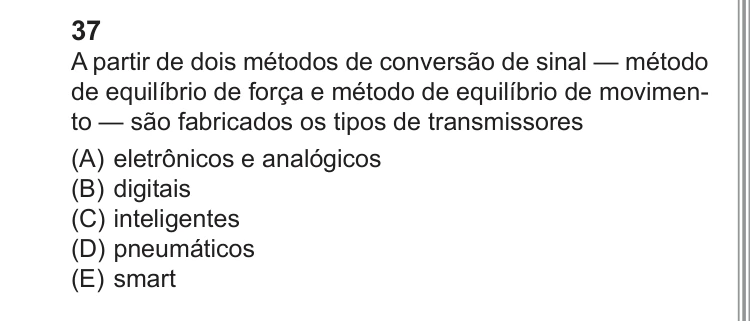 37
A partir de dois métodos de conversão de sinal — método
de equilíbrio de força e método de equilíbrio de movimen-
to — são fabricados os tipos de transmissores
(A) eletrônicos e analógicos
(B) digitais
(C) inteligentes
(D) pneumáticos
(E) smart